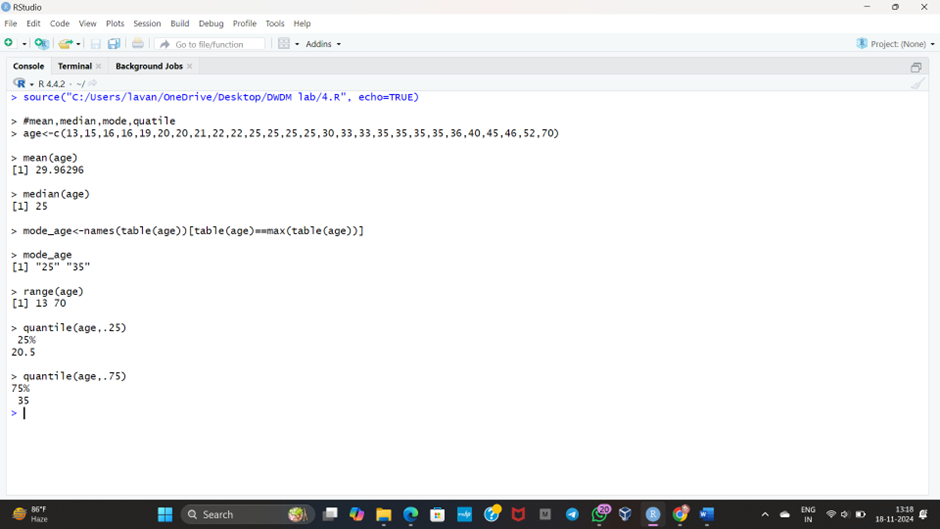 RStudio
File Edit Code View Plots Session Build Debug Profile Tools Help
Go to file/function Addins Project: (None)
Console Terminal Background Jobs
R R 4.4.2 · ~/
> source("C:/Users/lavan/OneDrive/Desktop/DWDM lab/4.R", echo=TRUE)
> #mean,median,mode,quatile
> age<-c(13,15,16,16,19,20,20,21,22,22,25,25,25,25,30,33,33,35,35,35,35,36,40,45,46,52,70)
> mean(age)
[1] 29.96296
> median(age)
[1] 25
> mode_age<-names(table(age))[table(age)==max(table(age))]
> mode_age
[1] "25" "35"
> range(age)
[1] 13 70
> quantile(age,.25)
25%
20.5
> quantile(age,.75)
75%
35
>
86°F
Haze
Search
20
ENG
IN
13:18
18-11-2024